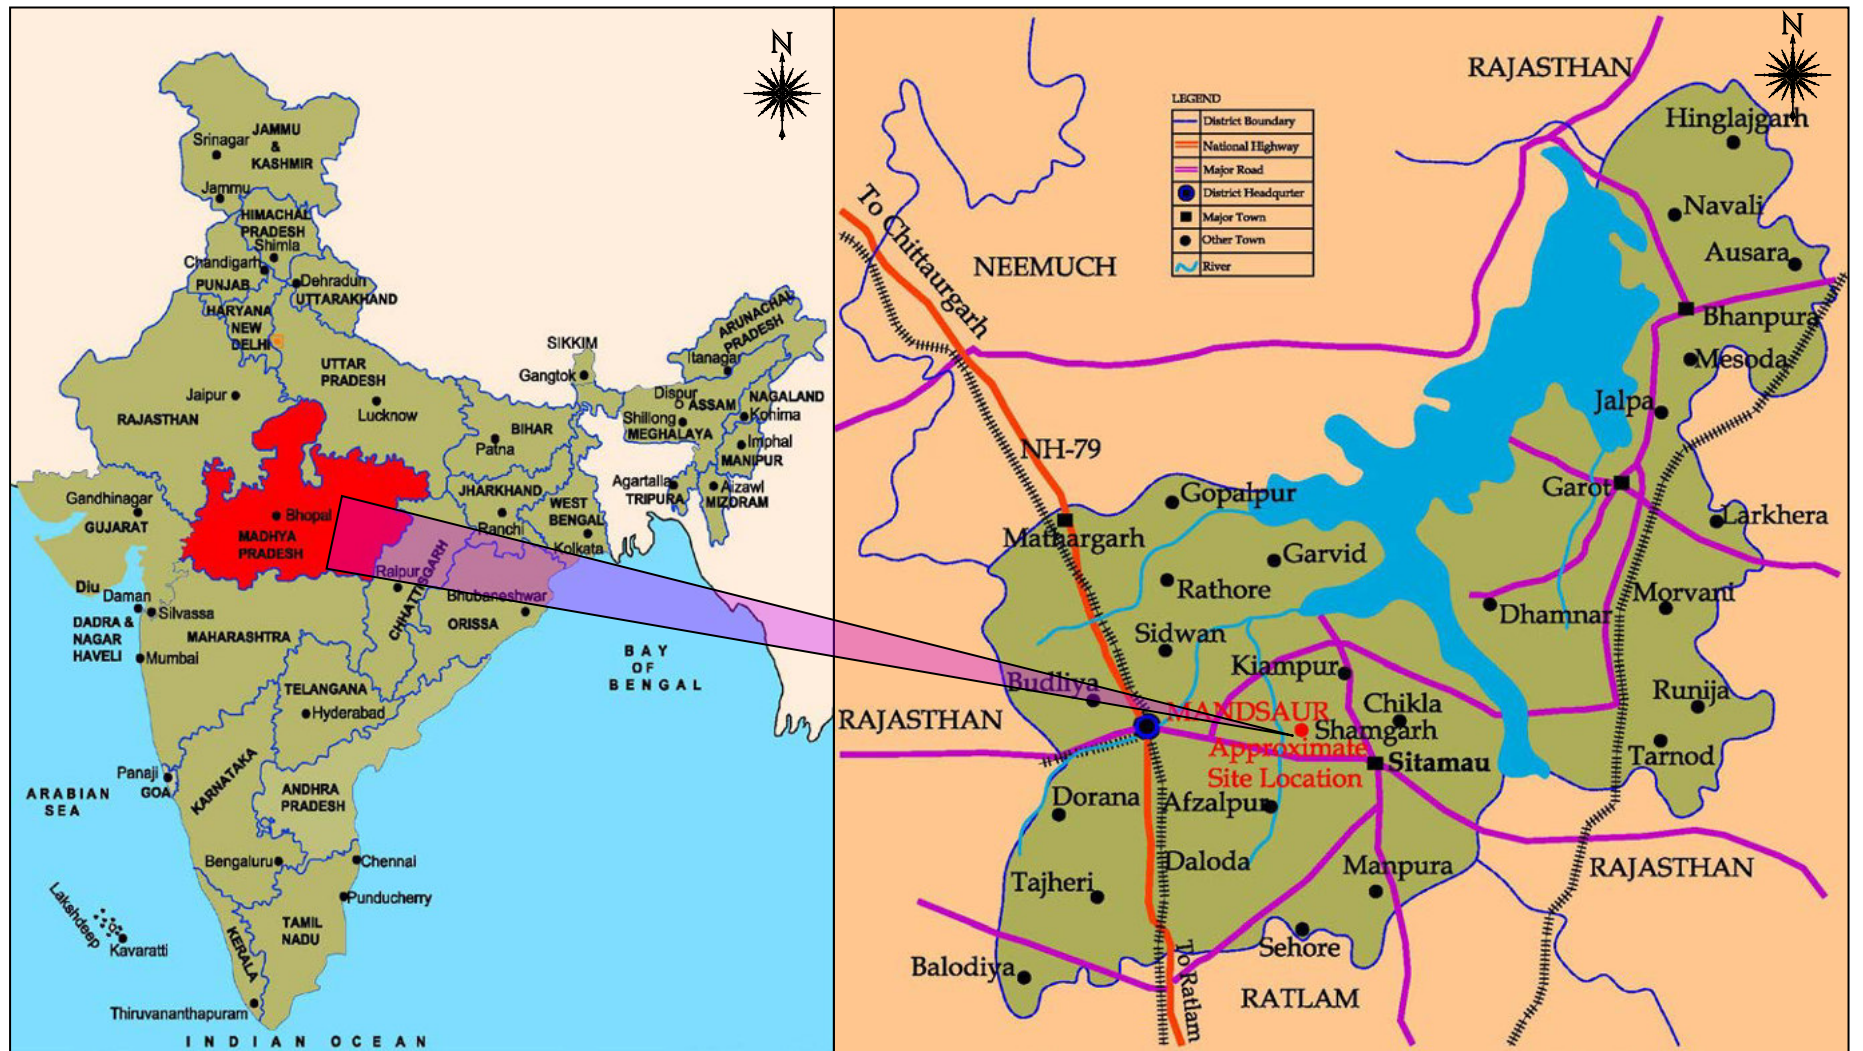 N
JAMMU
&
KASHMIR
Srinagar
Jammu
HIMACHAL
PRADESH
Shimla
Chandigarh
PUNJAB
Dehradun
UTTARAKHAND
HARYANA
NEW
DELHI
UTTAR
PRADESH
Lucknow
Jaipur
RAJASTHAN
SIKKIM
Gangtok
ARUNACHAL
PRADESH
Itanagar
Dispur
ASSAM
NAGALAND
Kohima
Shillong
MEGHALAYA
Imphal
MANIPUR
Agartalla
TRIPURA
Aizawl
MIZORAM
BIHAR
Patna
JHARKHAND
Ranchi
WEST
BENGAL
Kolkata
Gandhinagar
GUJARAT
Bhopal
MADHYA
PRADESH
Raipur
CHHATTISGARH
Bhubaneshwar
ORISSA
Diu
Daman
Silvassa
DADRA &
NAGAR
HAVELI
MAHARASHTRA
Mumbai
BAY
OF
BENGAL
TELANGANA
Hyderabad
Panaji
GOA
KARNATAKA
ANDHRA
PRADESH
ARABIAN
SEA
Bengaluru
Chennai
Punducherry
TAMIL
NADU
KERALA
Lakshdeep
Kavaratti
Thiruvananthapuram
INDIAN OCEAN
N
RAJASTHAN
LEGEND
District Boundary
National Highway
Major Road
District Headqurter
Major Town
Other Town
River
Hinglajgarh
Navali
Ausara
Bhanpura
Mesoda
Jalpa
Garot
Larkhera
Morvani
Dhamnar
Runija
Tarnod
To Chittaurgarh
NEEMUCH
NH-79
Gopalpur
Mathargarh
Garvid
Rathore
Sidwan
Kiampur
Budliya
Chikla
RAJASTHAN
MANDSAUR
Shamgarh
Approximate
Site Location
Sitamau
Dorana
Afzalpur
Daloda
Tajheri
Manpura
RAJASTHAN
Sehore
Balodiya
To Ratlam
RATLAM